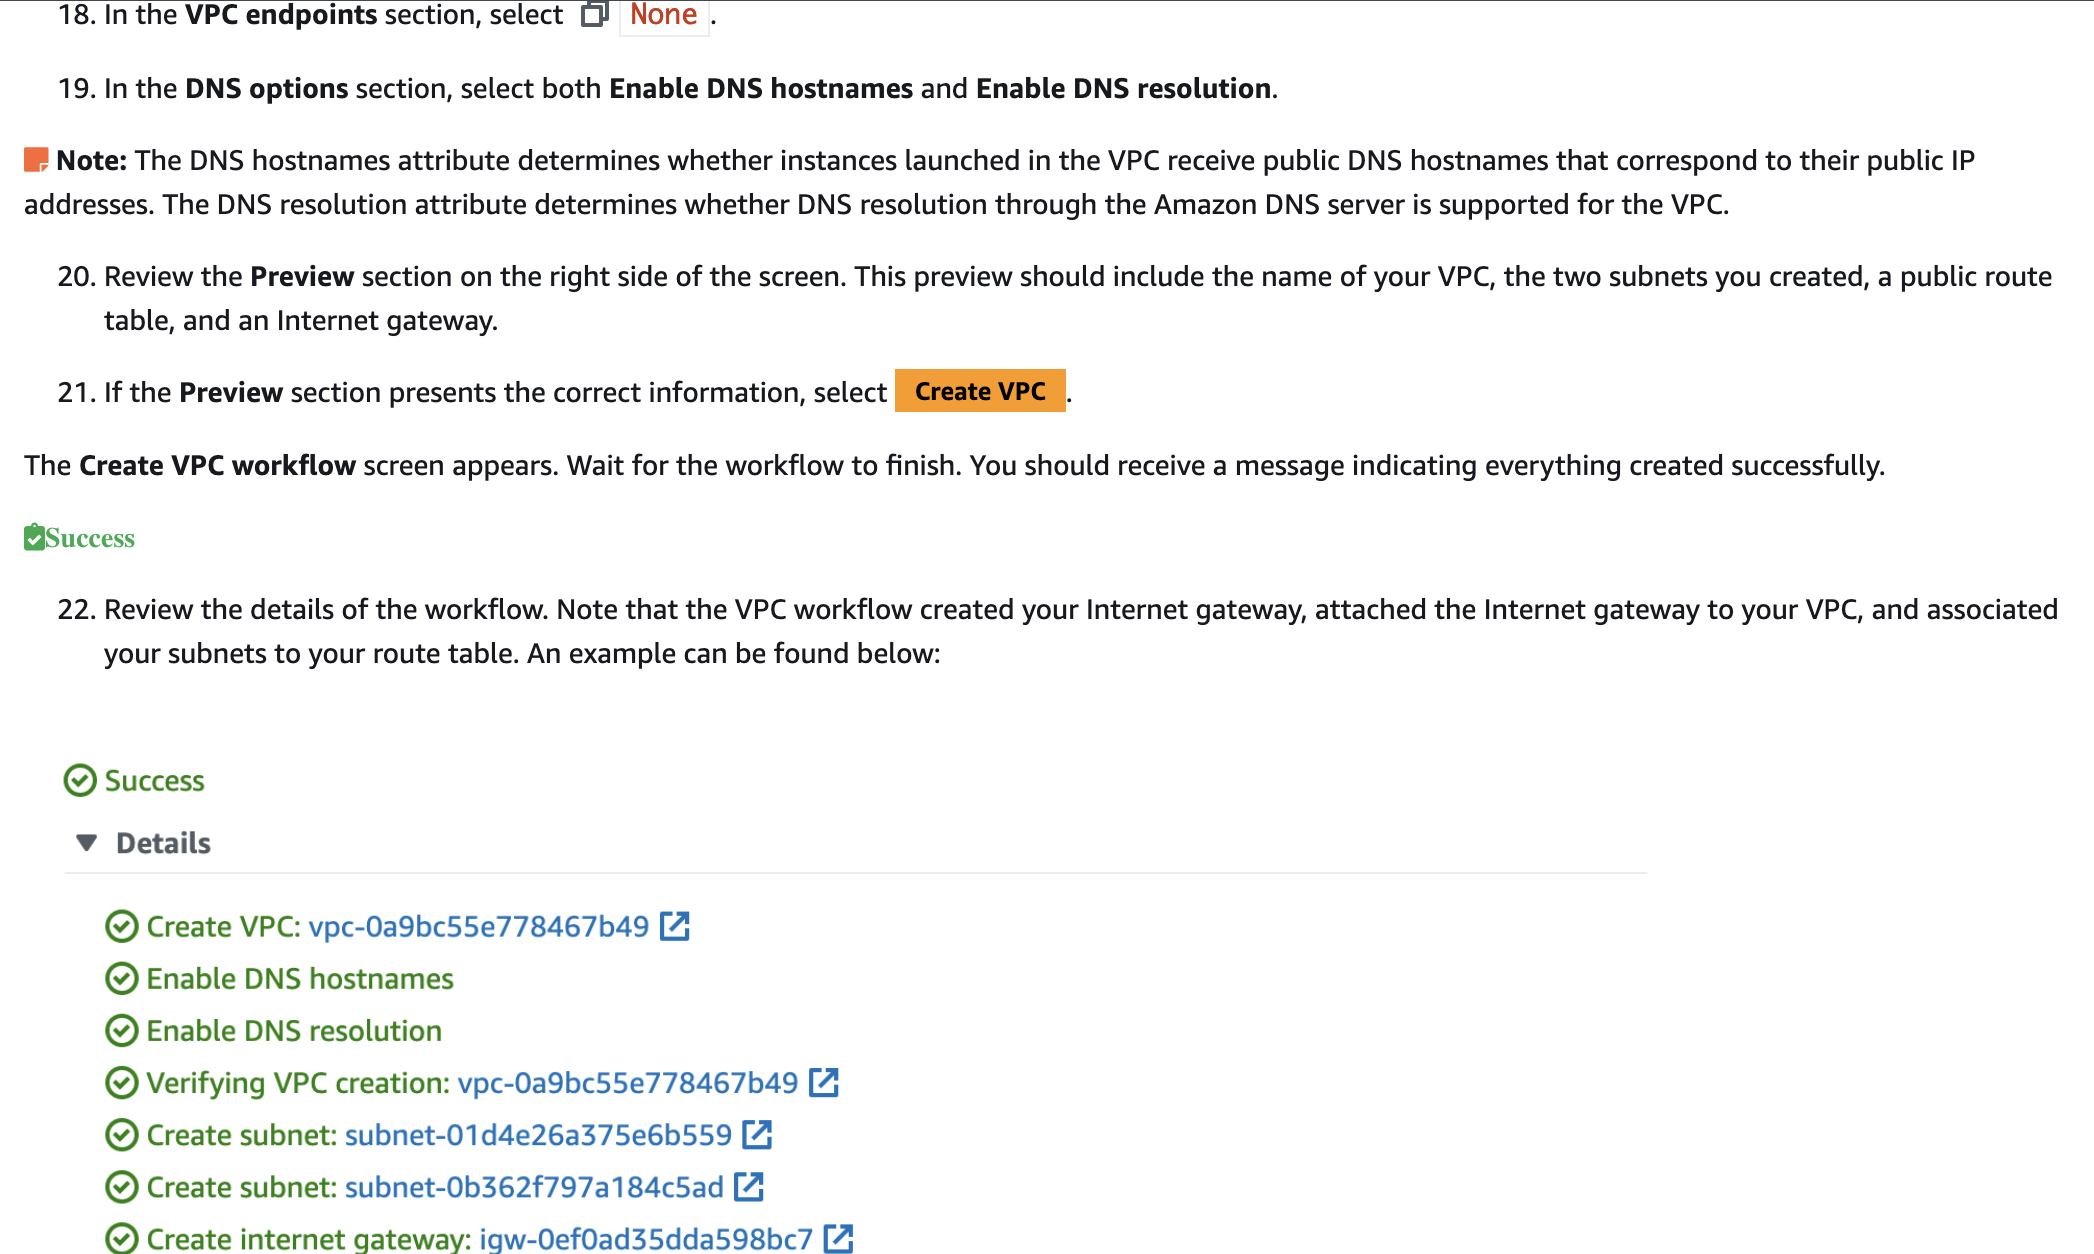 18. In the VPC endpoints section, select None .
19. In the DNS options section, select both Enable DNS hostnames and Enable DNS resolution.
Note: The DNS hostnames attribute determines whether instances launched in the VPC receive public DNS hostnames that correspond to their public IP
addresses. The DNS resolution attribute determines whether DNS resolution through the Amazon DNS server is supported for the VPC.
20. Review the Preview section on the right side of the screen. This preview should include the name of your VPC, the two subnets you created, a public route
table, and an Internet gateway.
21. If the Preview section presents the correct information, select Create VPC .
The Create VPC workflow screen appears. Wait for the workflow to finish. You should receive a message indicating everything created successfully.
Success
22. Review the details of the workflow. Note that the VPC workflow created your Internet gateway, attached the Internet gateway to your VPC, and associated
your subnets to your route table. An example can be found below:
Success
Details
Create VPC: vpc-0a9bc55e778467b49
Enable DNS hostnames
Enable DNS resolution
Verifying VPC creation: vpc-0a9bc55e778467b49
Create subnet: subnet-01d4e26a375e6b559
Create subnet: subnet-0b362f797a184c5ad
Create internet gateway: igw-0ef0ad35dda598bc7